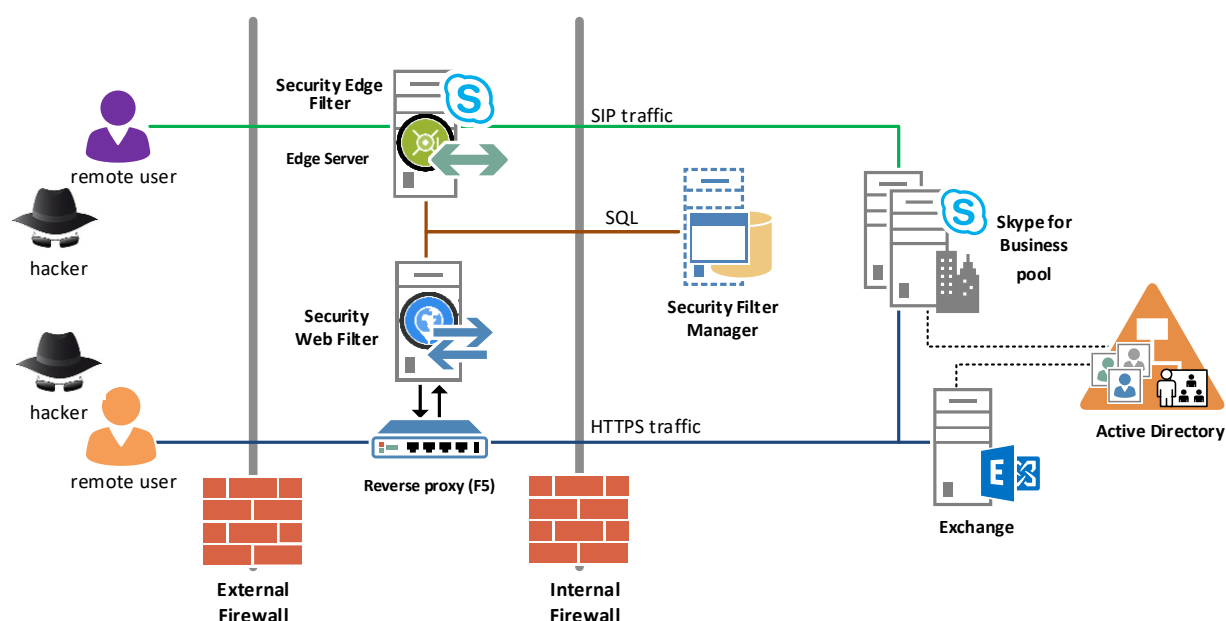 Security Edge
Filter
SIP traffic
Edge Server
remote user
SQL
hacker
Skype for
Business
pool
Security
Web Filter
Security Filter
Manager
hacker
HTTPS traffic
remote user
Reverse proxy (F5)
Active Directory
Exchange
External
Firewall
Internal
Firewall
S
S
E